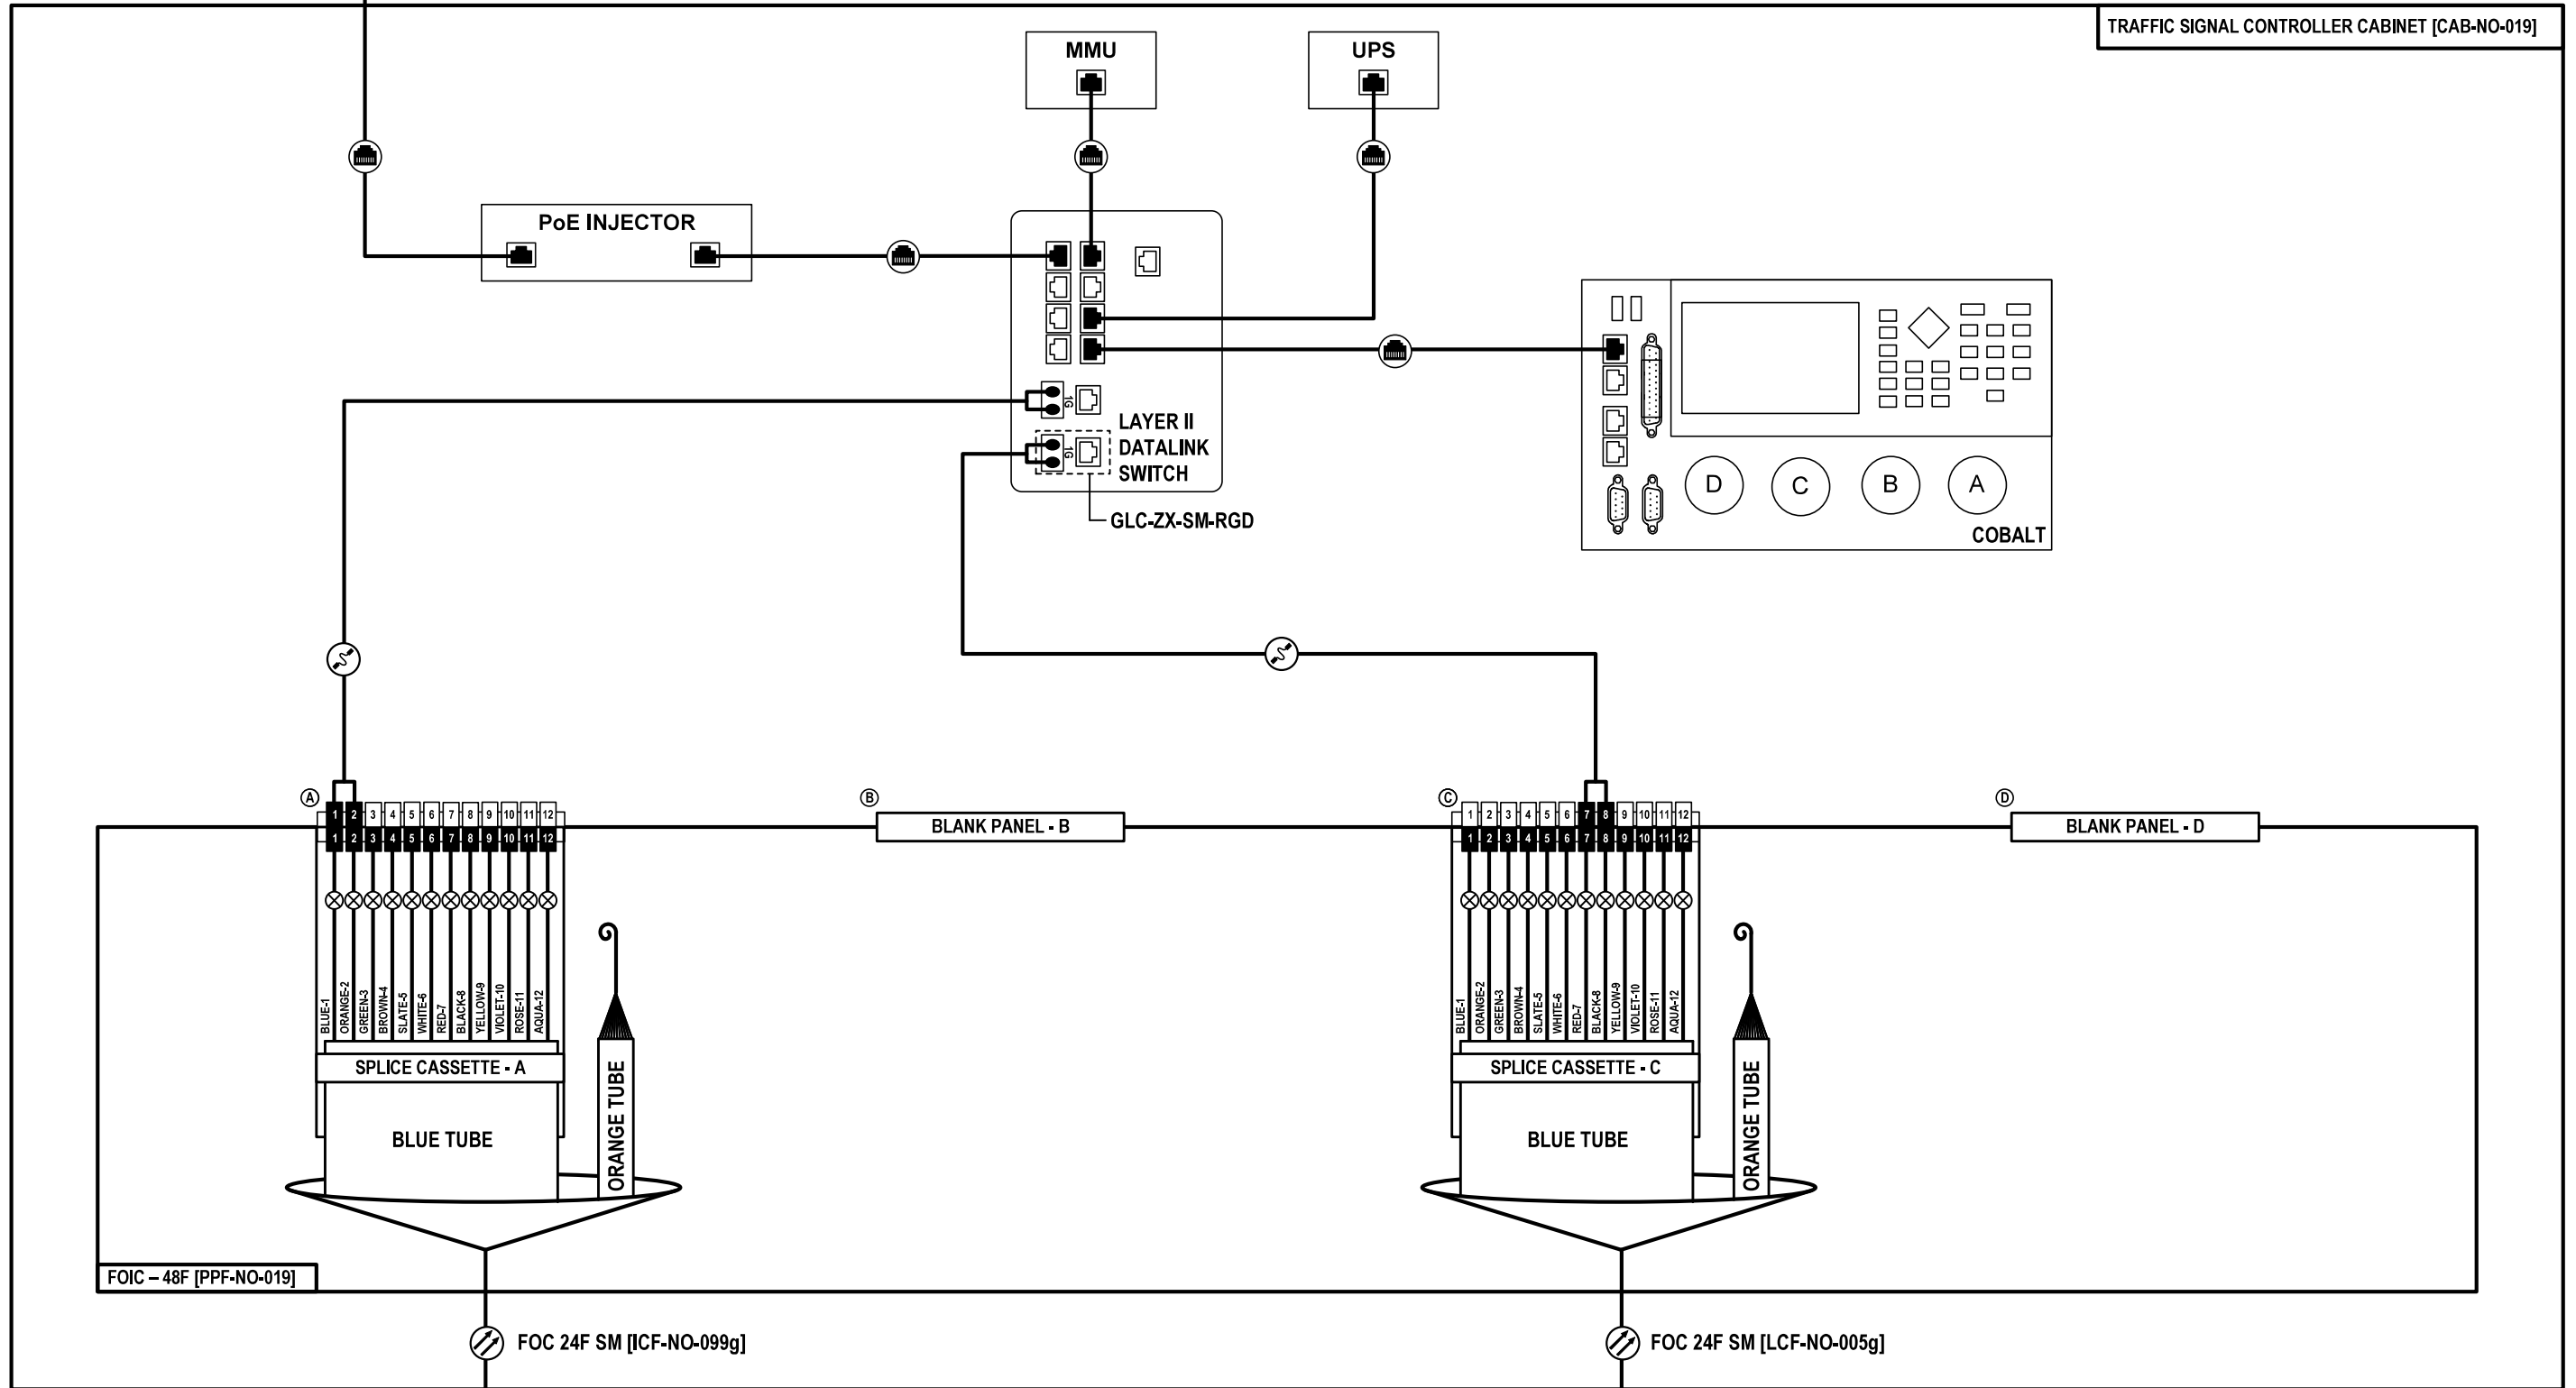 TRAFFIC SIGNAL CONTROLLER CABINET [CAB-NO-019]
MMU
UPS
PoE INJECTOR
1G
1G
LAYER II
DATALINK
SWITCH
GLC-ZX-SM-RGD
D
C
B
A
COBALT
A
1 2 3 4 5 6 7 8 9 10 11 12
1 2 3 4 5 6 7 8 9 10 11 12
B
BLANK PANEL - B
C
1 2 3 4 5 6 7 8 9 10 11 12
1 2 3 4 5 6 7 8 9 10 11 12
D
BLANK PANEL - D
BLUE-1
ORANGE-2
GREEN-3
BROWN-4
SLATE-5
WHITE-6
RED-7
BLACK-8
YELLOW-9
VIOLET-10
ROSE-11
AQUA-12
SPLICE CASSETTE - A
BLUE TUBE
ORANGE TUBE
BLUE-1
ORANGE-2
GREEN-3
BROWN-4
SLATE-5
WHITE-6
RED-7
BLACK-8
YELLOW-9
VIOLET-10
ROSE-11
AQUA-12
SPLICE CASSETTE - C
BLUE TUBE
ORANGE TUBE
FOIC – 48F [PPF-NO-019]
FOC 24F SM [ICF-NO-099g]
FOC 24F SM [LCF-NO-005g]